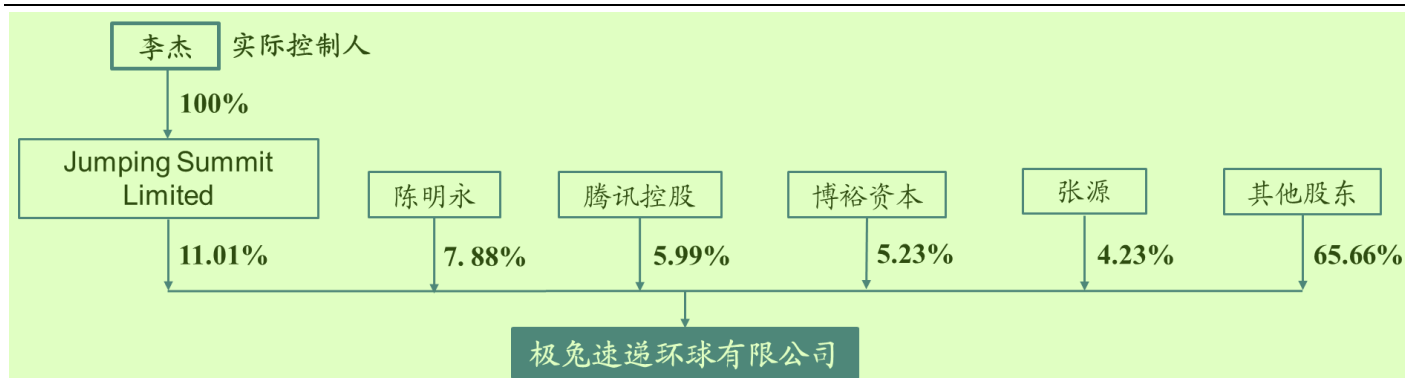 李杰 实际控制人
100%
Jumping Summit
Limited
陈明永
腾讯控股
博裕资本
张源
其他股东
11.01%
7. 88%
5.99%
5.23%
4.23%
65.66%
极兔速递环球有限公司